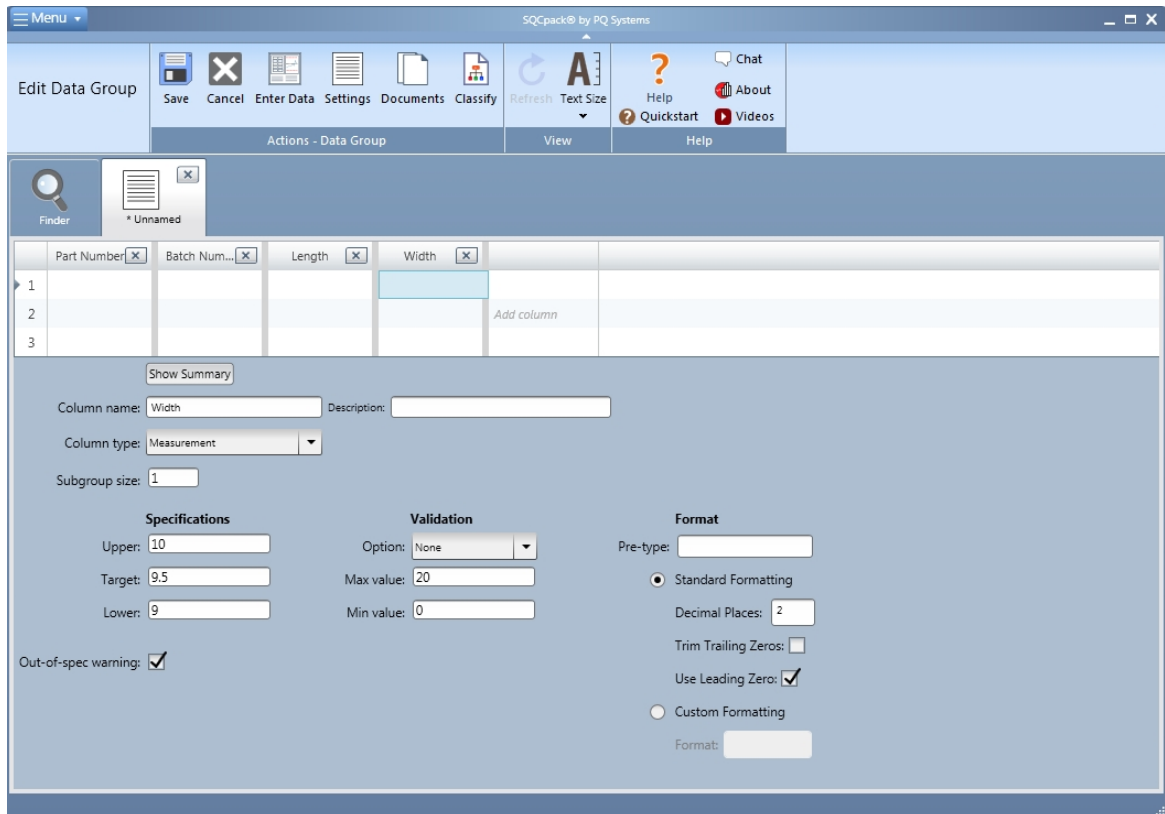 Menu
SQCpack® by PQ Systems
Edit Data Group
Save Cancel Enter Data Settings Documents Classify
Actions - Data Group
Refresh Text Size
View
Help
Quickstart
Chat
About
Videos
Help
Finder
* Unnamed
Part Number Batch Num... Length Width
1
2 Add column
3
Show Summary
Column name: Width Description:
Column type: Measurement
Subgroup size: 1
Specifications Validation Format
Upper: 10 Option: None Pre-type:
Target: 9.5 Max value: 20 Standard Formatting
Lower: 9 Min value: 0 Decimal Places: 2
Trim Trailing Zeros:
Out-of-spec warning:
Use Leading Zero:
Custom Formatting
Format: